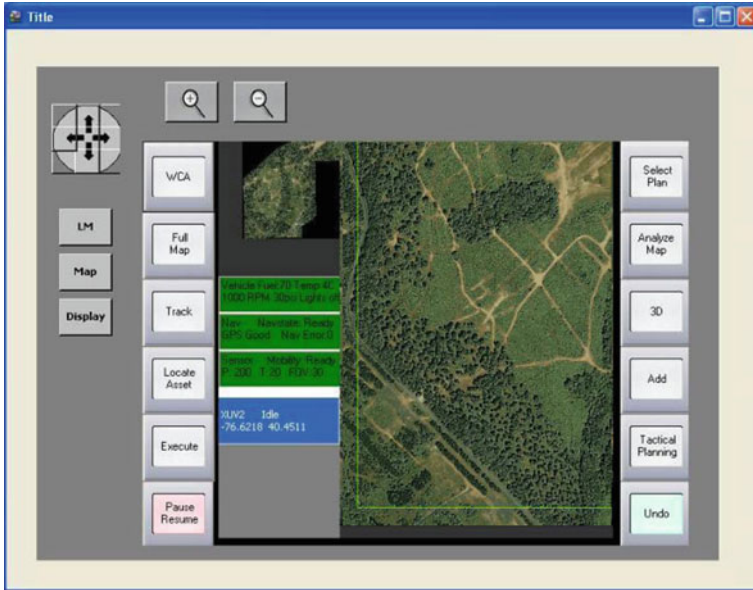 Title
WCA
Full
Map
Track
Locate
Asset
Execute
Pause
Resume
LM
Map
Display
Vehicle Fuel:70 Temp 4C
1000 RPM 30psi Lights of
Nav - Navstate: Ready
GPS Good Nav Error:0
Sensor - Mobility Ready
P: 200 T:20 FOV:30
XUV2 Idle
-76.6218 40.4511
Select
Plan
Analyze
Map
3D
Add
Tactical
Planning
Undo